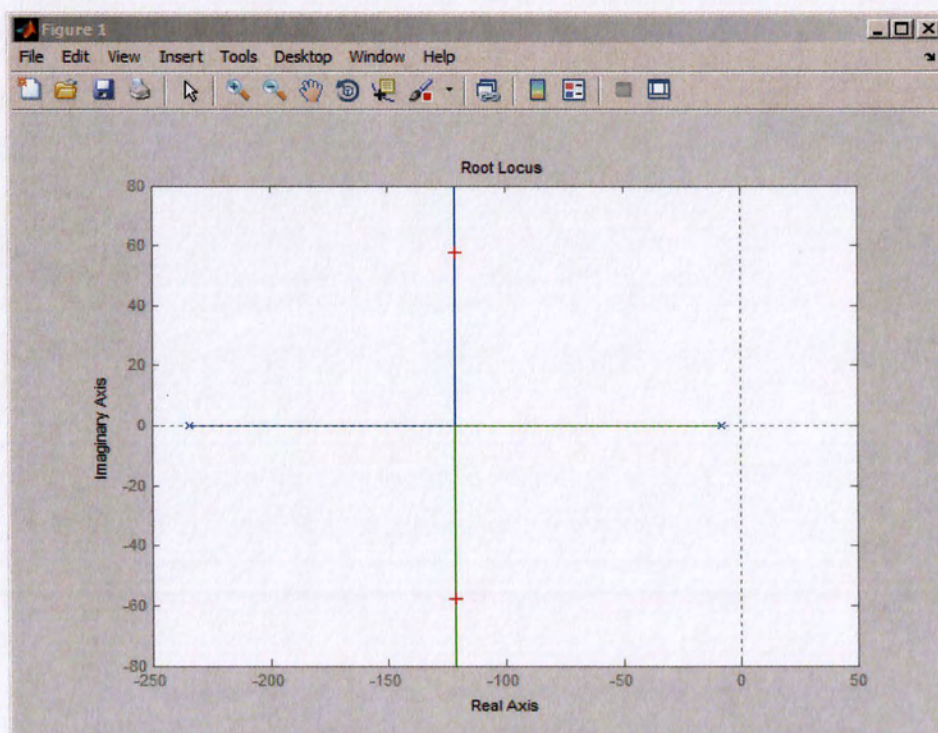 Figure 1
File Edit View Insert Tools Desktop Window Help
Root Locus
80
60
40
20
0
-20
-40
-60
-80
Imaginary Axis
-250 -200 -150 -100 -50 0 50
Real Axis